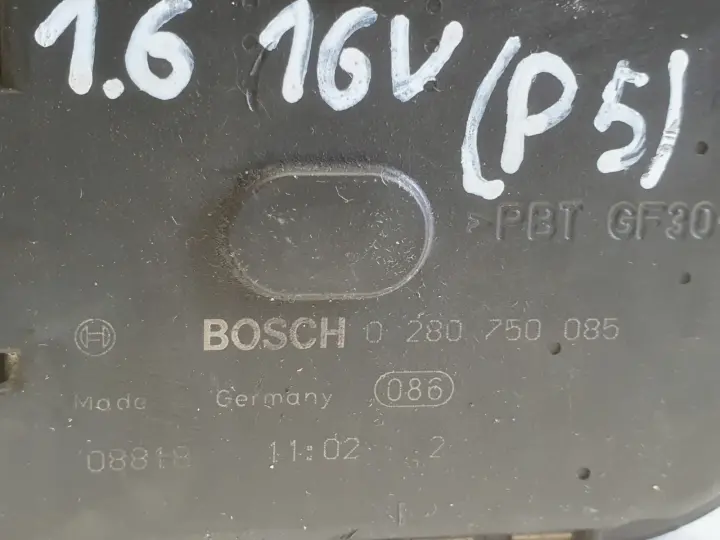 1.6 16V (P5)
>PBT GF30
BOSCH 0 280 750 085
Made Germany 086
08818 11:02 2